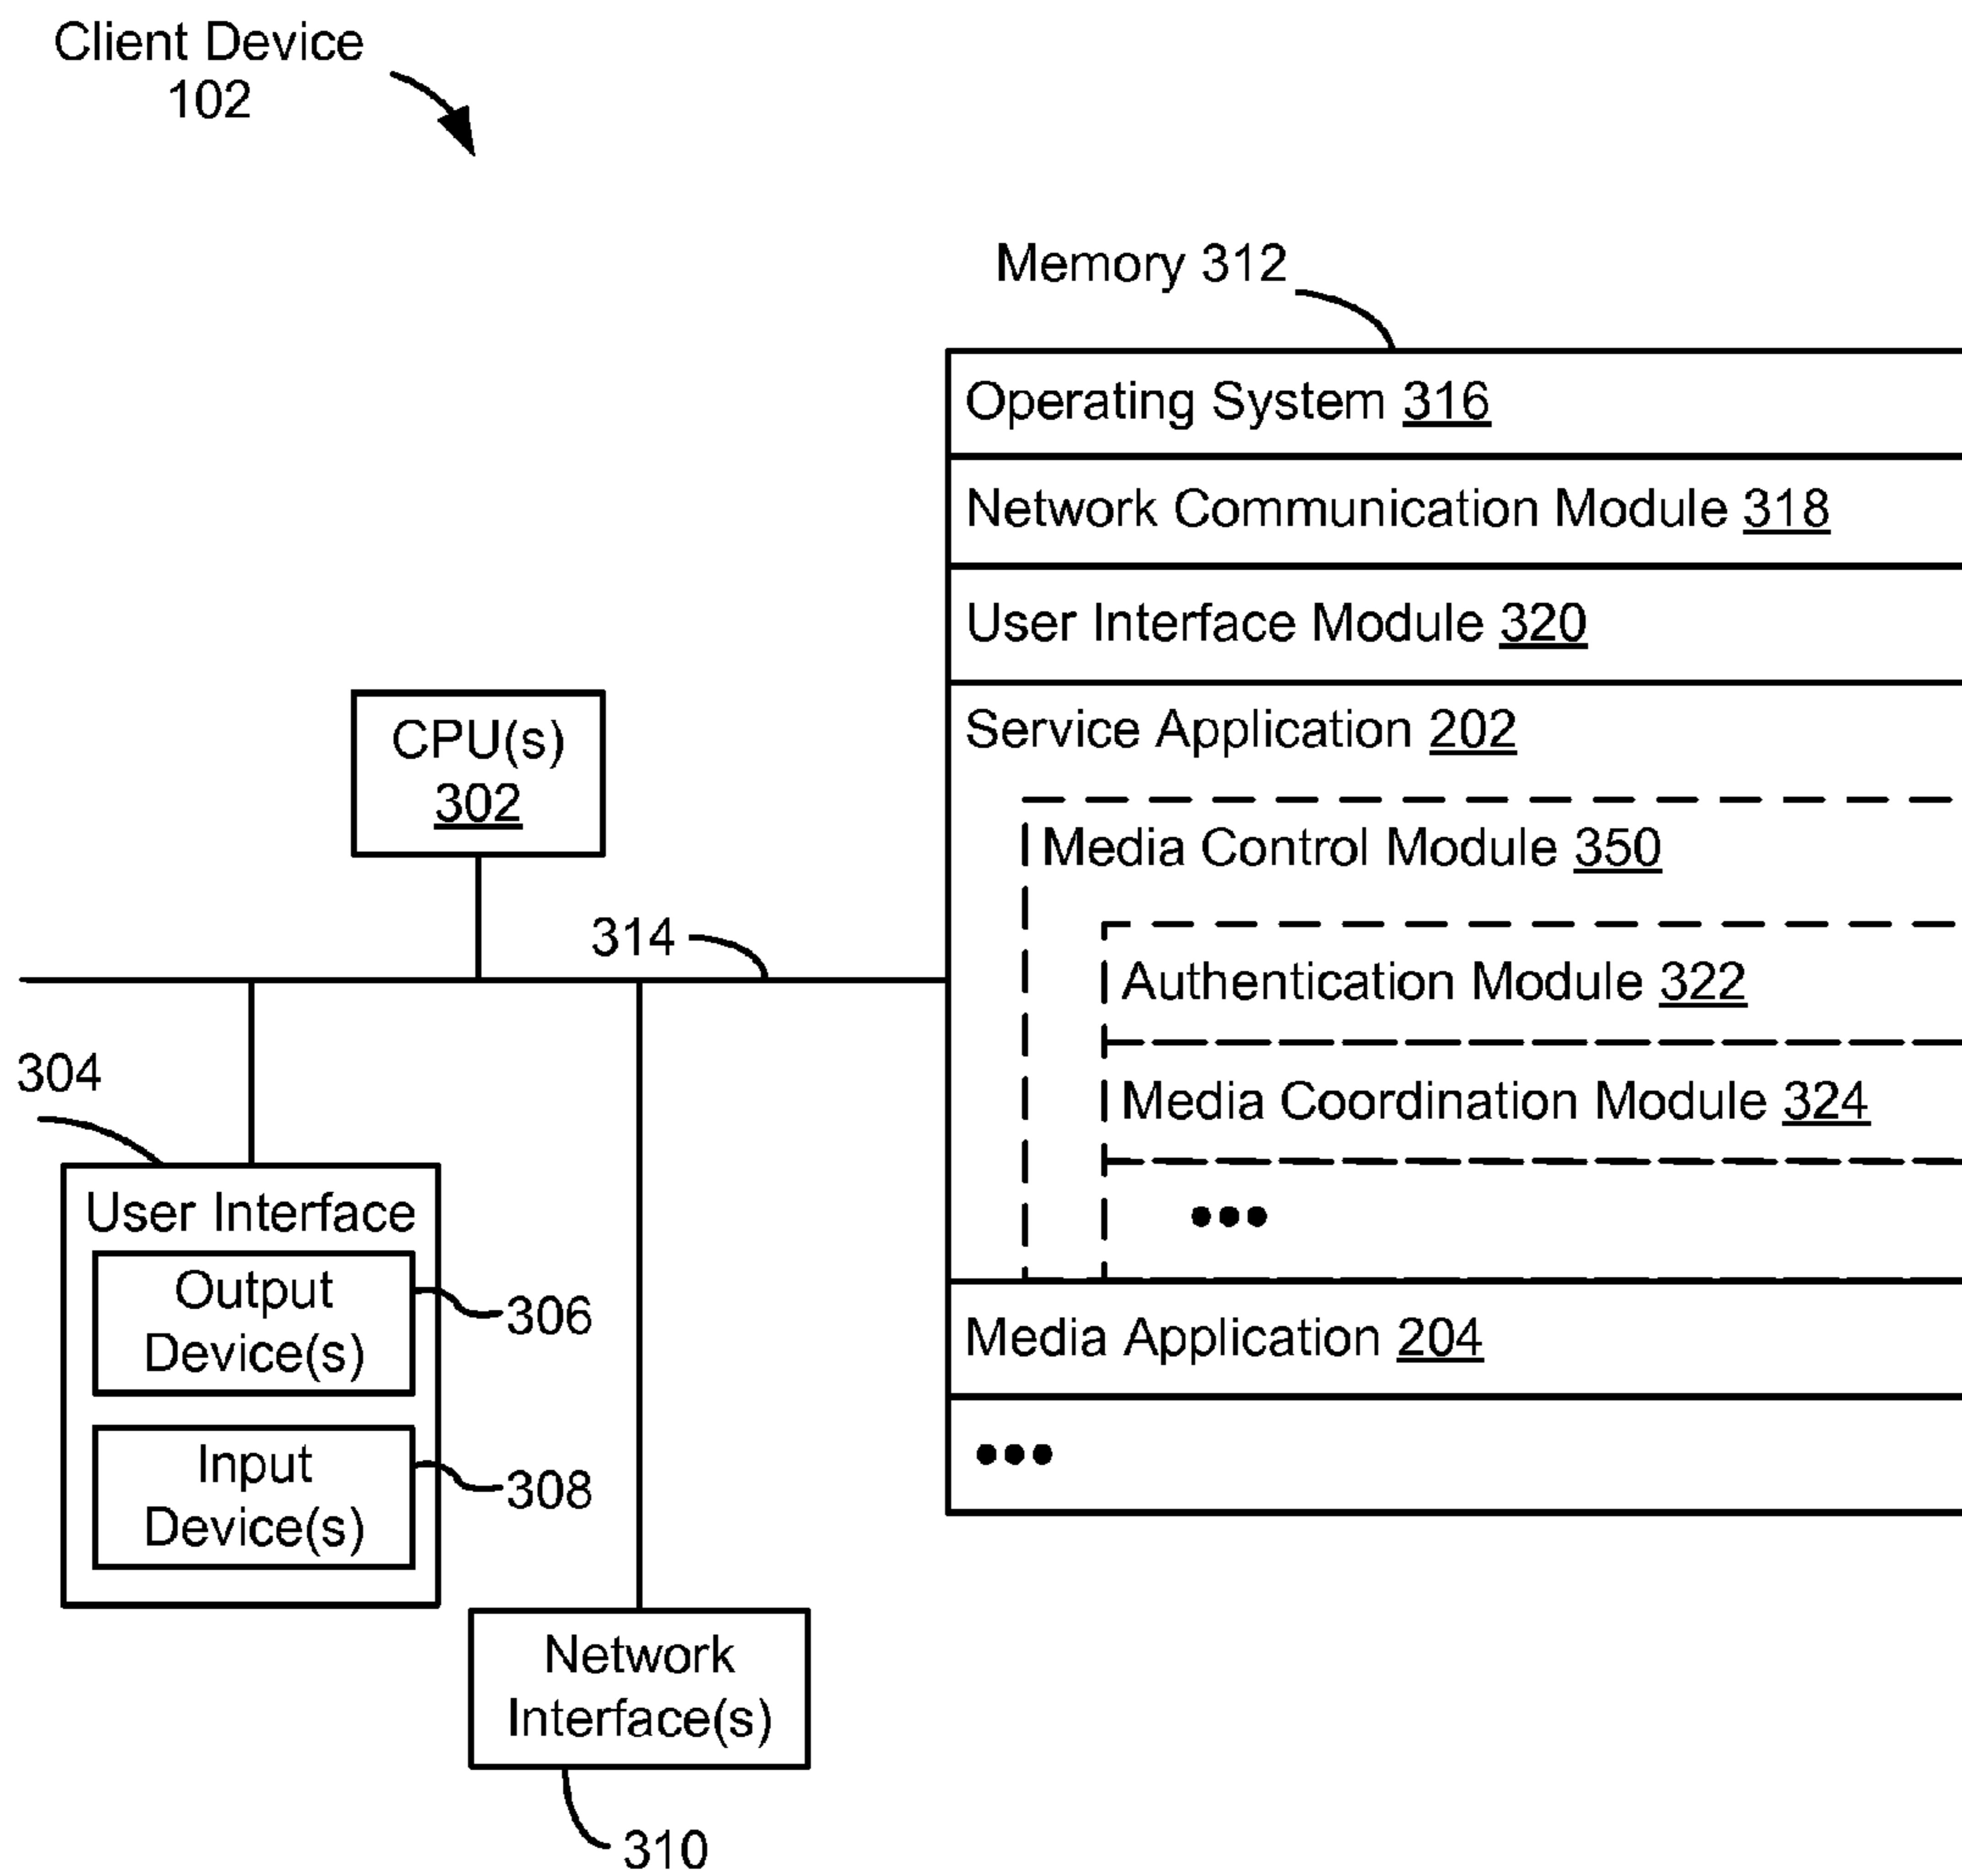 Client Device
102
Memory 312
Operating System 316
Network Communication Module 318
User Interface Module 320
Service Application 202
Media Control Module 350
Authentication Module 322
Media Coordination Module 324
•••
Media Application 204
•••
CPU(s)
302
314
304
User Interface
Output
Device(s)
306
Input
Device(s)
308
Network
Interface(s)
310